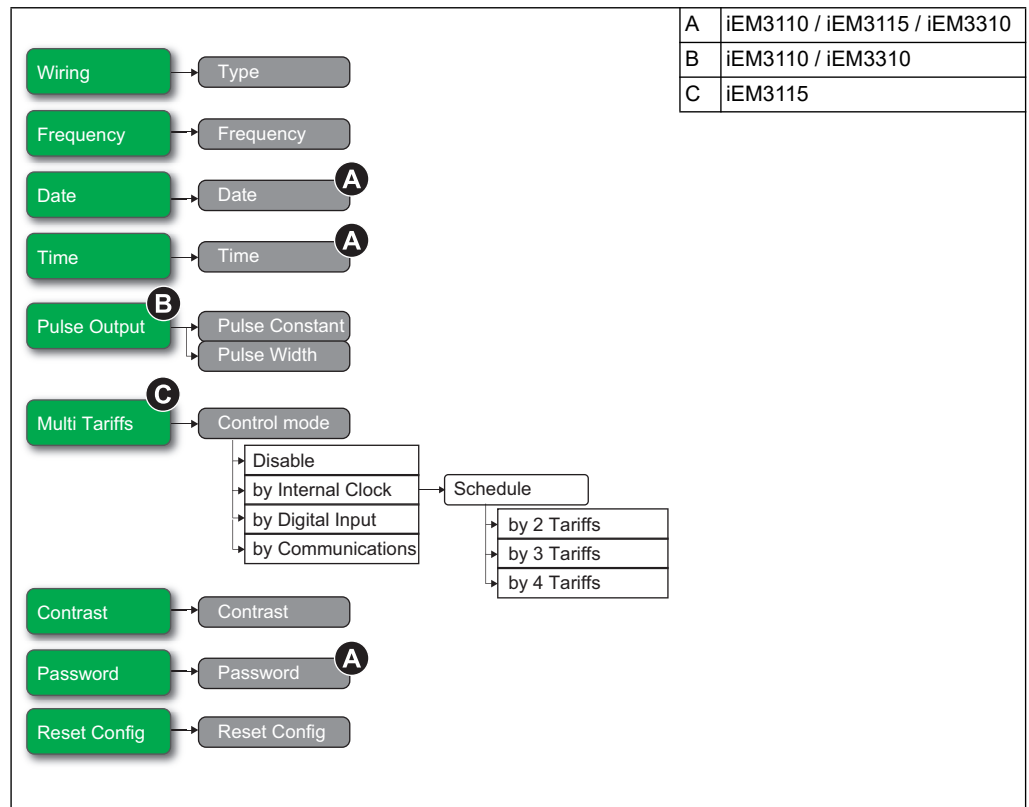 A iEM3110 / iEM3115 / iEM3310
B iEM3110 / iEM3310
C iEM3115
Wiring Type
Frequency Frequency
Date Date A
Time Time A
B
Pulse Output Pulse Constant
Pulse Width
C
Multi Tariffs Control mode
Disable
by Internal Clock Schedule
by Digital Input by 2 Tariffs
by Communications by 3 Tariffs
by 4 Tariffs
Contrast Contrast
Password Password A
Reset Config Reset Config